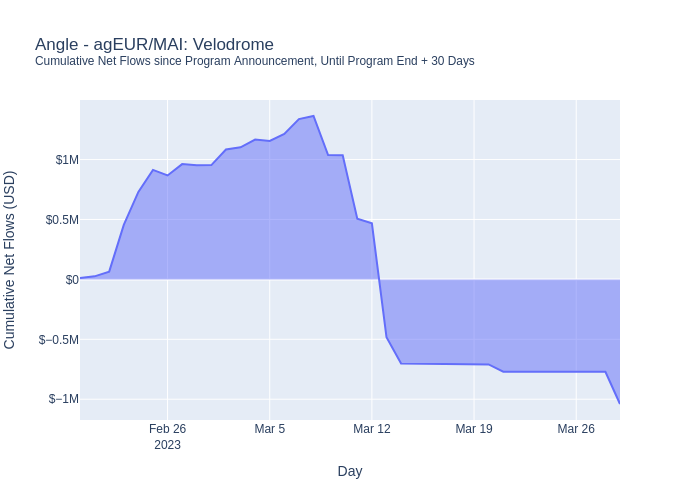 Angle - agEUR/MAI: Velodrome
Cumulative Net Flows since Program Announcement, Until Program End + 30 Days
Cumulative Net Flows (USD)
$1M
$0.5M
$0
$−0.5M
$−1M
Feb 26
2023
Mar 5
Mar 12
Mar 19
Mar 26
Day